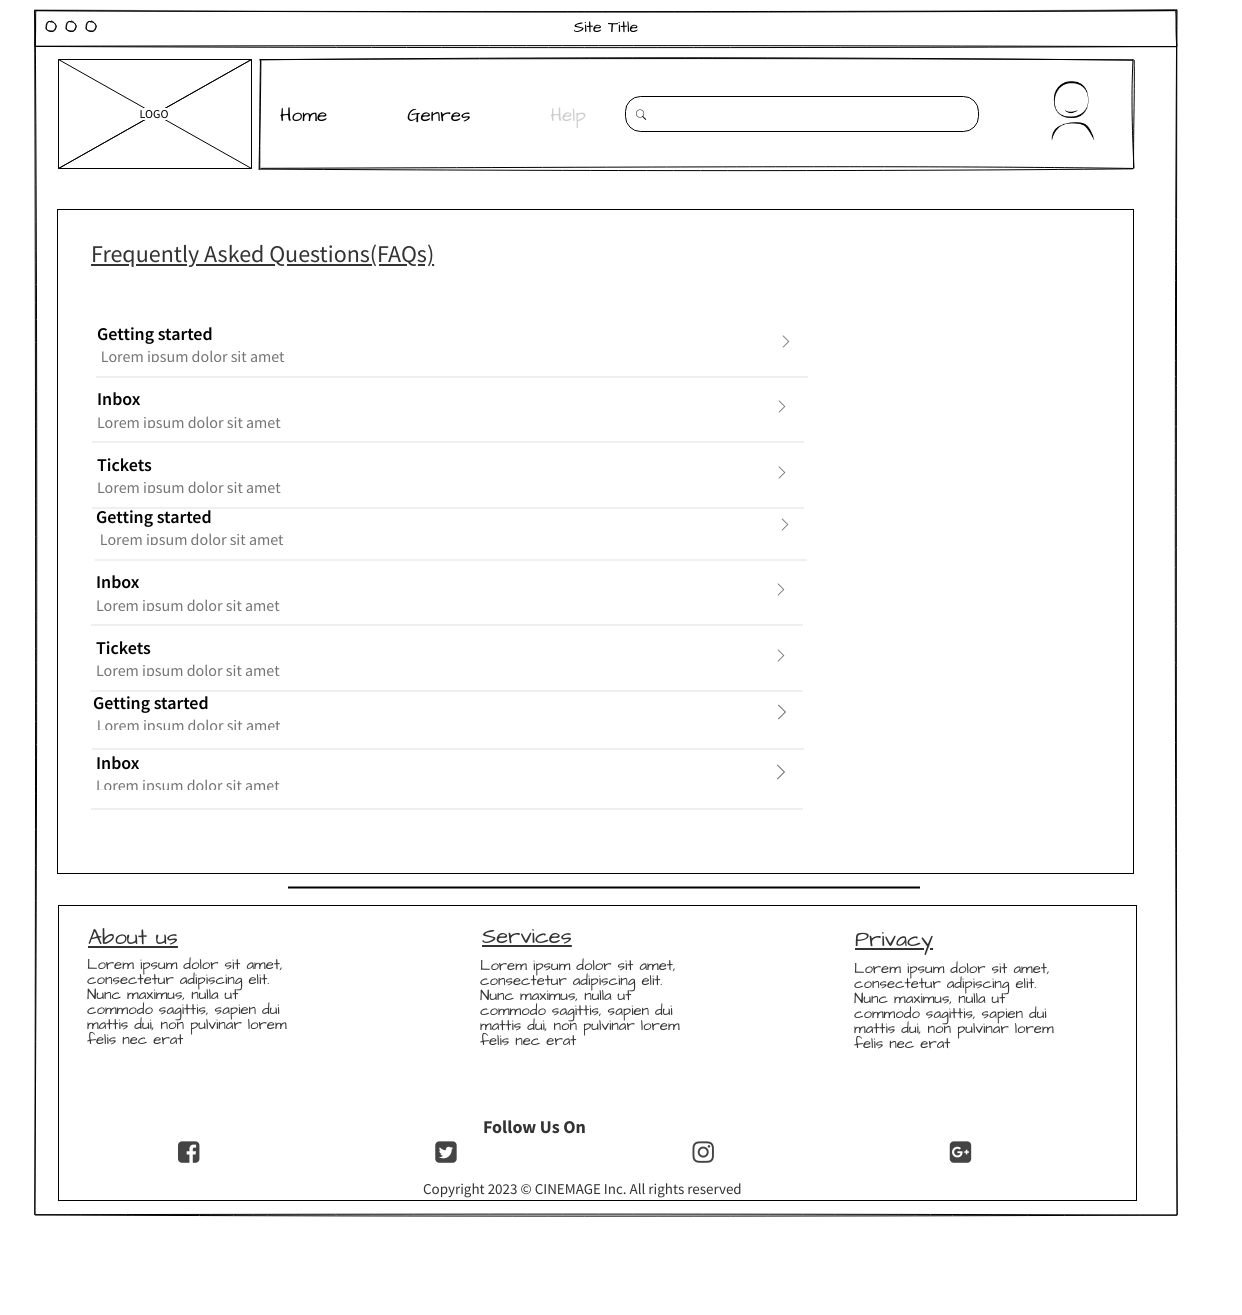 Site Title
LOGO
Home
Genres
Help
Frequently Asked Questions(FAQs)
Getting started
Lorem ipsum dolor sit amet
Inbox
Lorem ipsum dolor sit amet
Tickets
Lorem ipsum dolor sit amet
Getting started
Lorem ipsum dolor sit amet
Inbox
Lorem ipsum dolor sit amet
Tickets
Lorem ipsum dolor sit amet
Getting started
Lorem ipsum dolor sit amet
Inbox
Lorem ipsum dolor sit amet
About us
Lorem ipsum dolor sit amet,
consectetur adipiscing elit.
Nunc maximus, nulla ut
commodo sagittis, sapien dui
mattis dui, non pulvinar lorem
felis nec erat
Services
Lorem ipsum dolor sit amet,
consectetur adipiscing elit.
Nunc maximus, nulla ut
commodo sagittis, sapien dui
mattis dui, non pulvinar lorem
felis nec erat
Privacy
Lorem ipsum dolor sit amet,
consectetur adipiscing elit.
Nunc maximus, nulla ut
commodo sagittis, sapien dui
mattis dui, non pulvinar lorem
felis nec erat
Follow Us On
Copyright 2023 © CINEMAGE Inc. All rights reserved